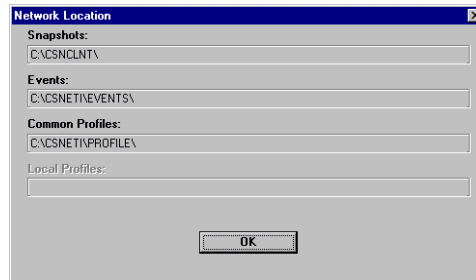 Network Location
Snapshots:
C:\CSNCLNT\
Events:
C:\CSNETI\EVENTS\
Common Profiles:
C:\CSNETI\PROFILE\
Local Profiles:
OK